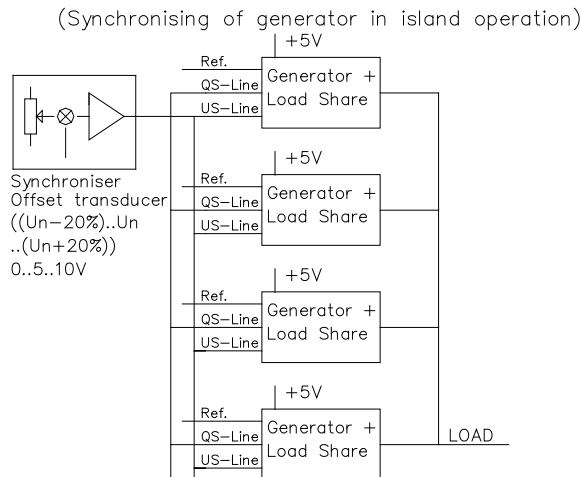 (Synchronising of generator in island operation)
+5V
Ref.
QS-Line
US-Line
Generator +
Load Share
Synchroniser
Offset transducer
((Un-20%)..Un
..(Un+20%))
0..5..10V
+5V
Ref.
QS-Line
US-Line
Generator +
Load Share
+5V
Ref.
QS-Line
US-Line
Generator +
Load Share
+5V
Ref.
QS-Line
US-Line
Generator +
Load Share
LOAD